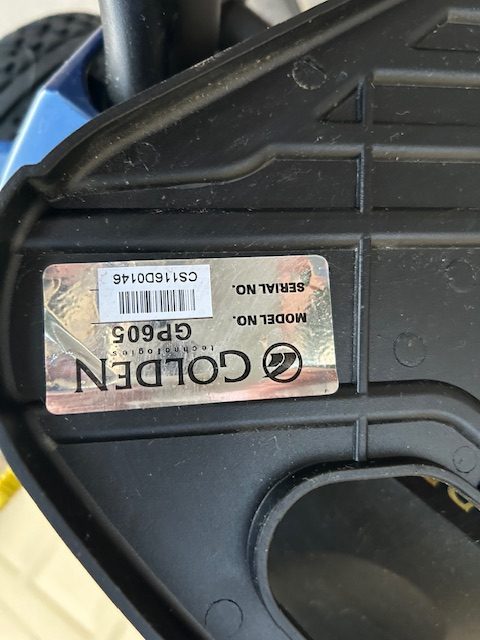 GOLDEN
technologies
MODEL NO. GP605
SERIAL NO. CS116D0146